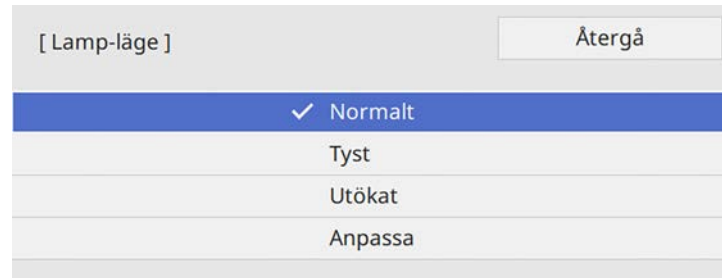 [ Lamp-läge ]
Återgå
Normalt
Tyst
Utökat
Anpassa